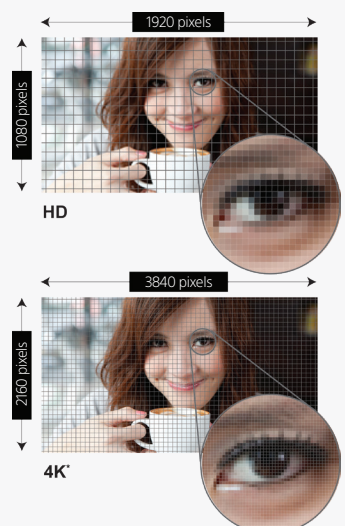 1920 pixels
1080 pixels
HD
3840 pixels
2160 pixels
4K*